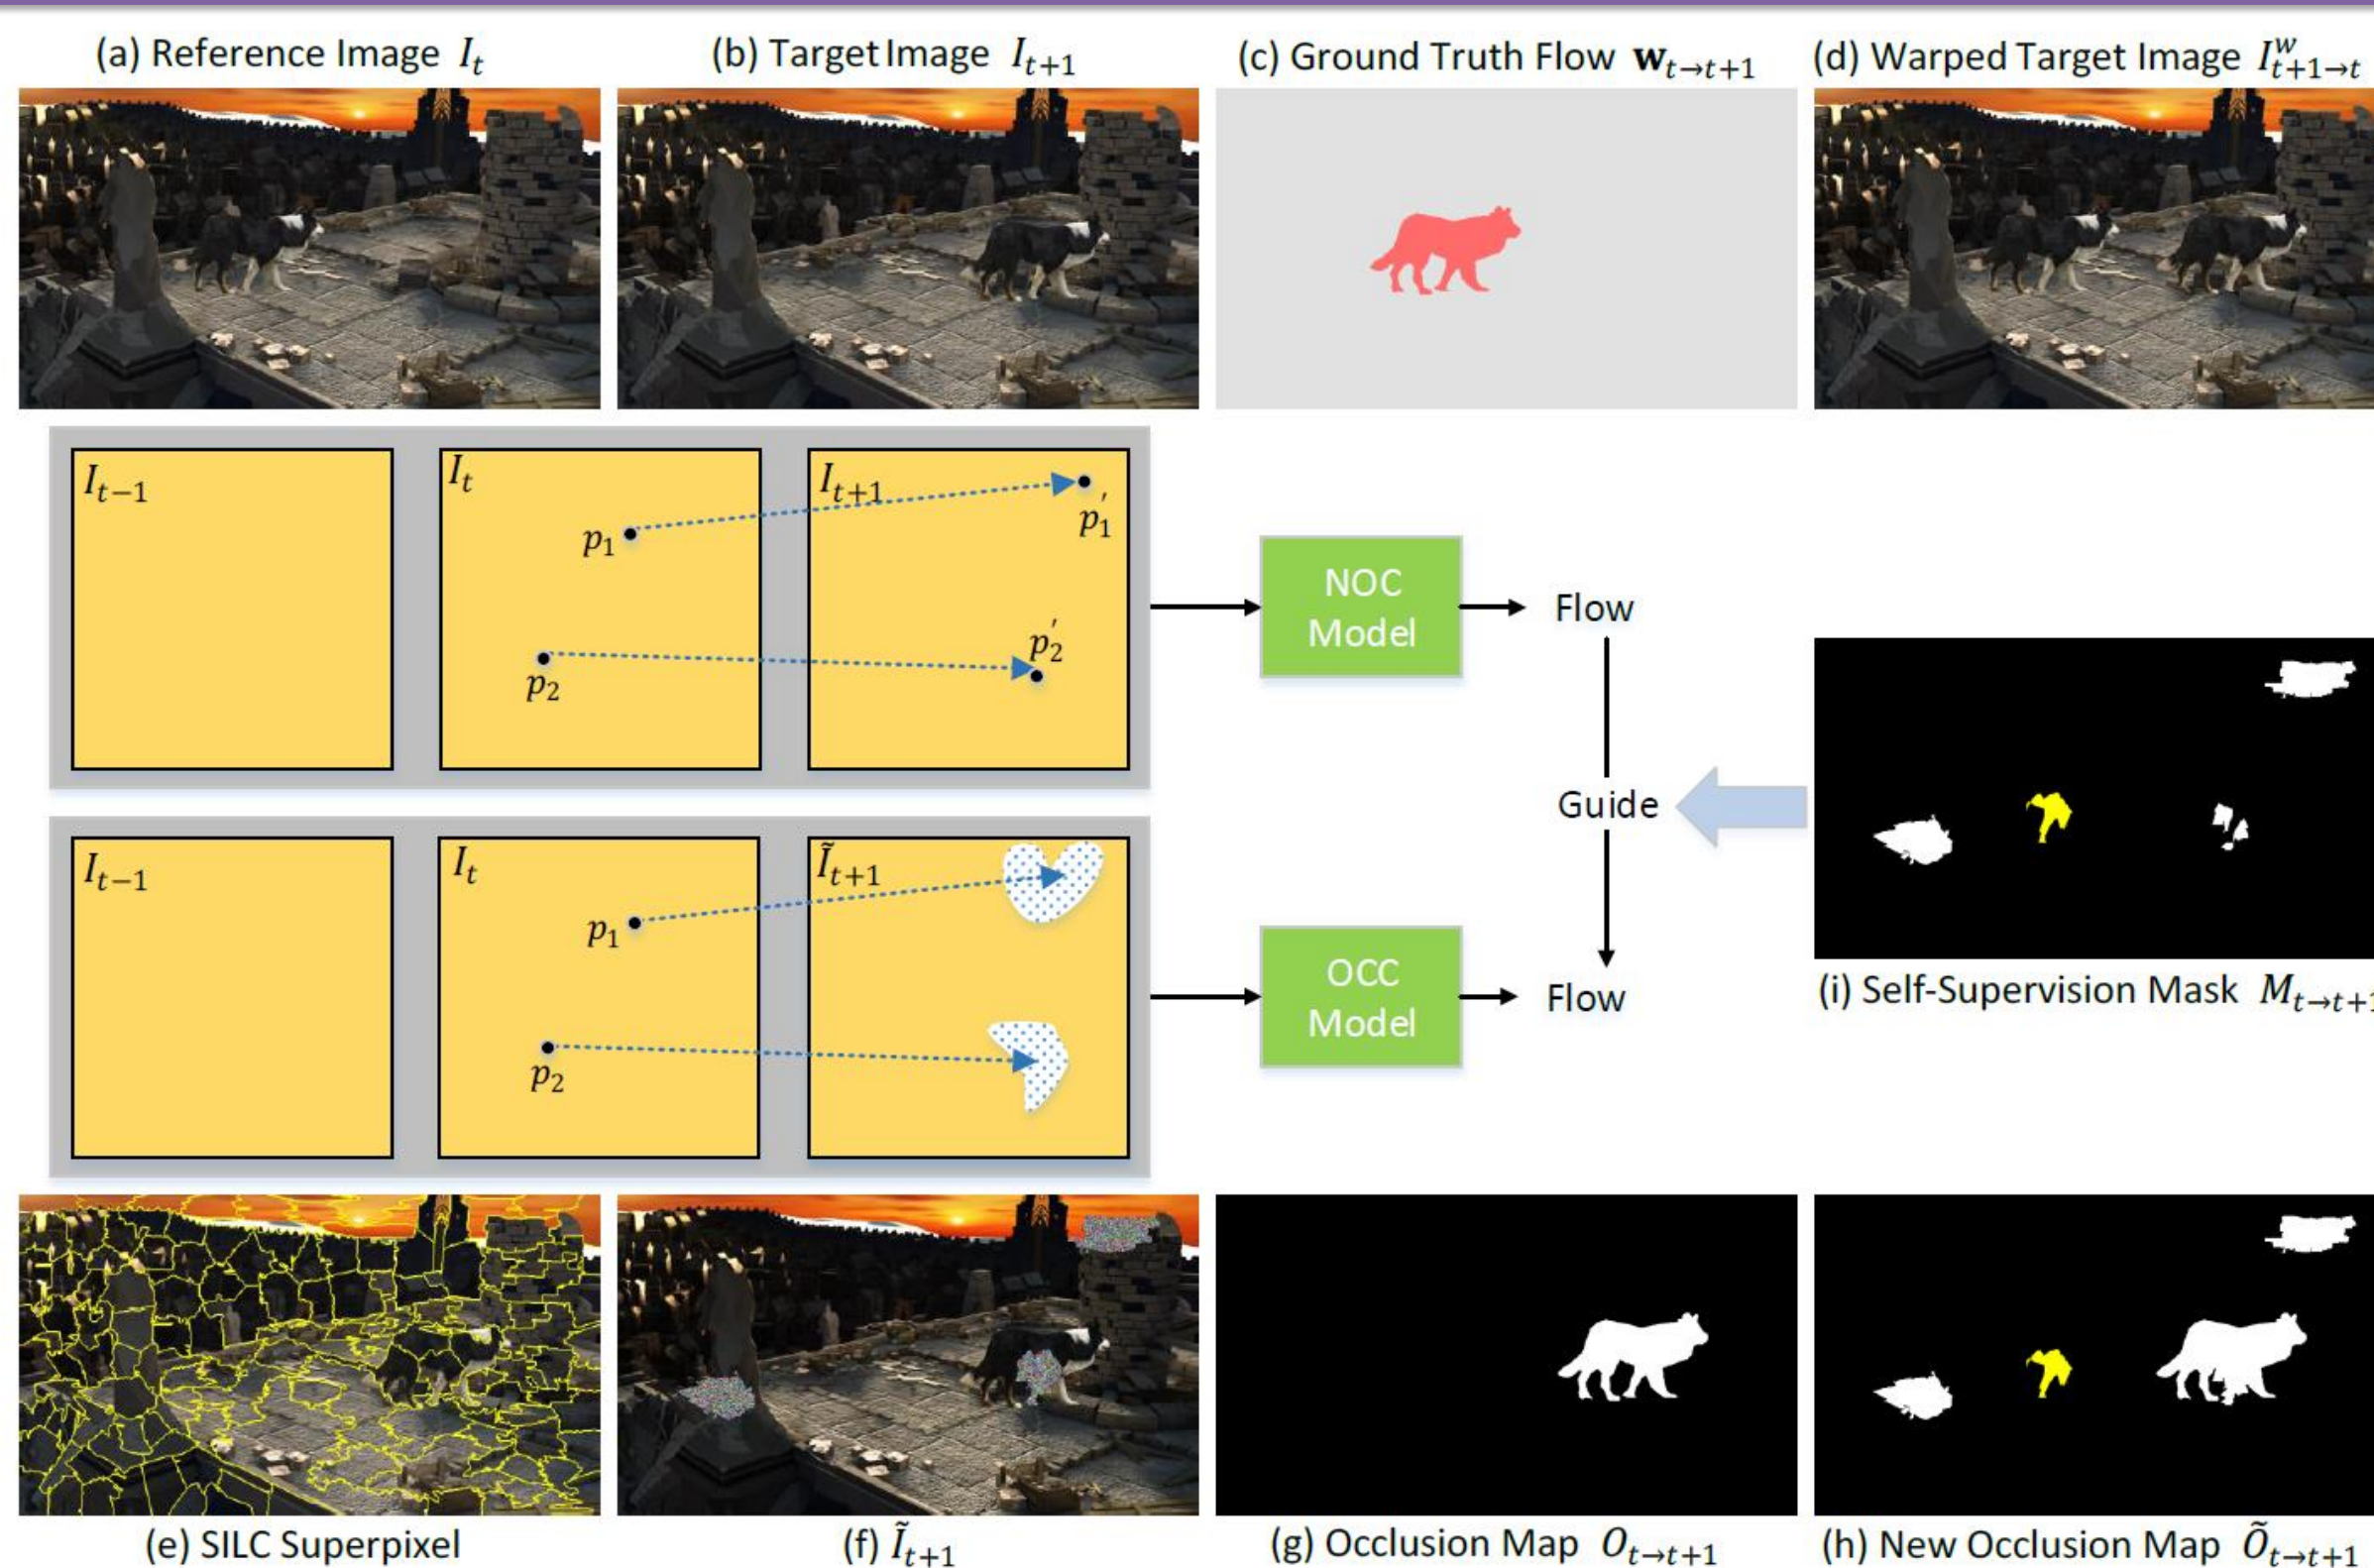 (a) Reference Image I_t
(b) Target Image I_{t+1}
(c) Ground Truth Flow w_{t→t+1}
(d) Warped Target Image I^w_{t+1→t}
I_{t−1}
I_t
I_{t+1}
p_1
p_1'
p_2
p_2'
NOC
Model
Flow
Guide
I_{t−1}
I_t
Ĩ_{t+1}
p_1
p_2
OCC
Model
Flow
(i) Self-Supervision Mask M_{t→t+1}
(e) SILC Superpixel
(f) Ĩ_{t+1}
(g) Occlusion Map O_{t→t+1}
(h) New Occlusion Map Õ_{t→t+1}